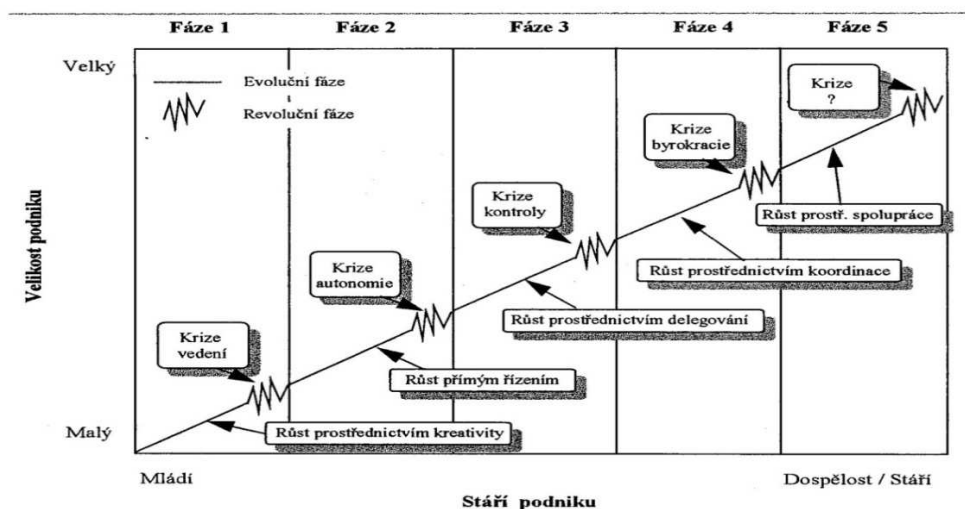 Fáze 1 Fáze 2 Fáze 3 Fáze 4 Fáze 5
Velký
Evoluční fáze
Revoluční fáze
Krize
?
Krize
byrokracie
Krize
kontroly
Růst prostř. spolupráce
Krize
autonomie
Růst prostřednictvím koordinace
Růst prostřednictvím delegování
Krize
vedení
Růst přímým řízením
Růst prostřednictvím kreativity
Malý
Velikost podniku
Mládí
Dospělost / Stáří
Stáří podniku